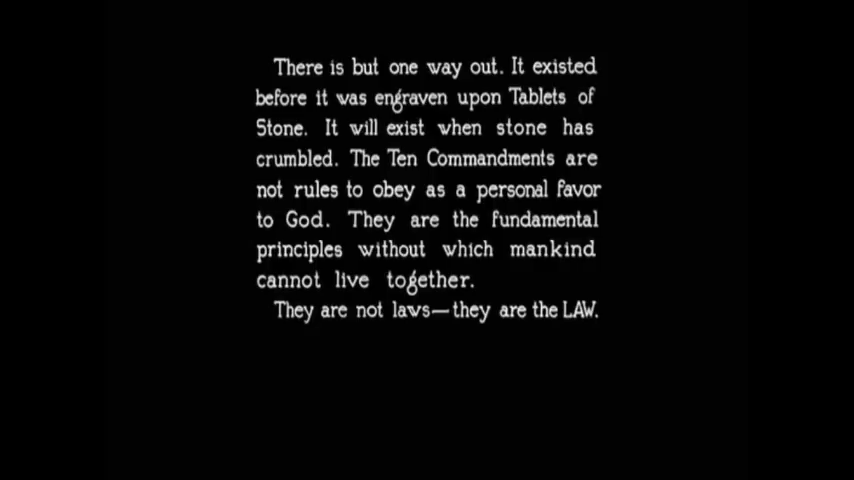 There is but one way out. It existed
before it was engraven upon Tablets of
Stone. It will exist when stone has
crumbled. The Ten Commandments are
not rules to obey as a personal favor
to God. They are the fundamental
principles without which mankind
cannot live together.
They are not laws—they are the LAW.